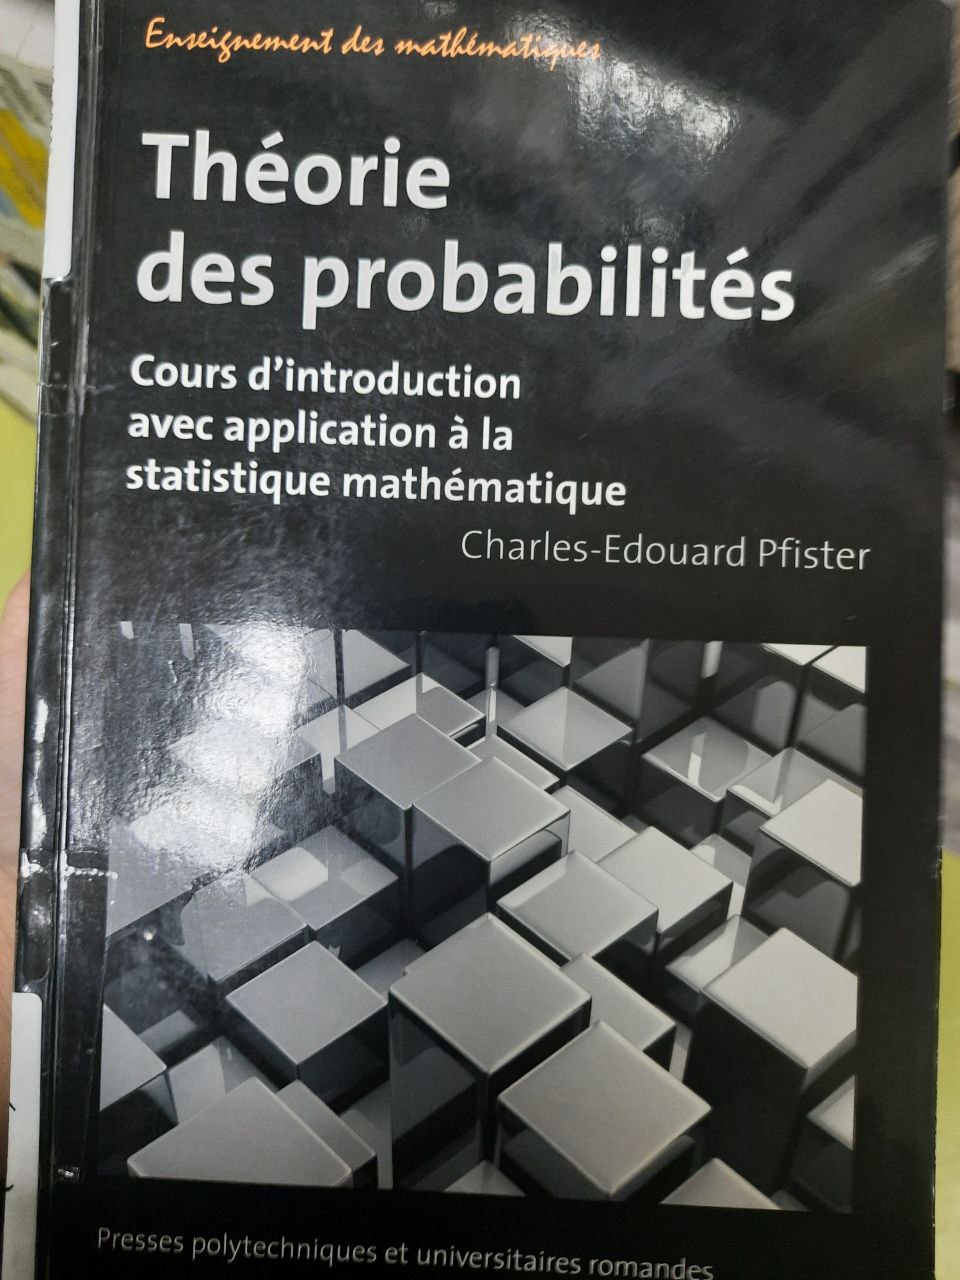 Enseignement des mathématiques
Théorie
des probabilités
Cours d'introduction
avec application à la
statistique mathématique
Charles-Edouard Pfister
Presses polytechniques et universitaires romandes